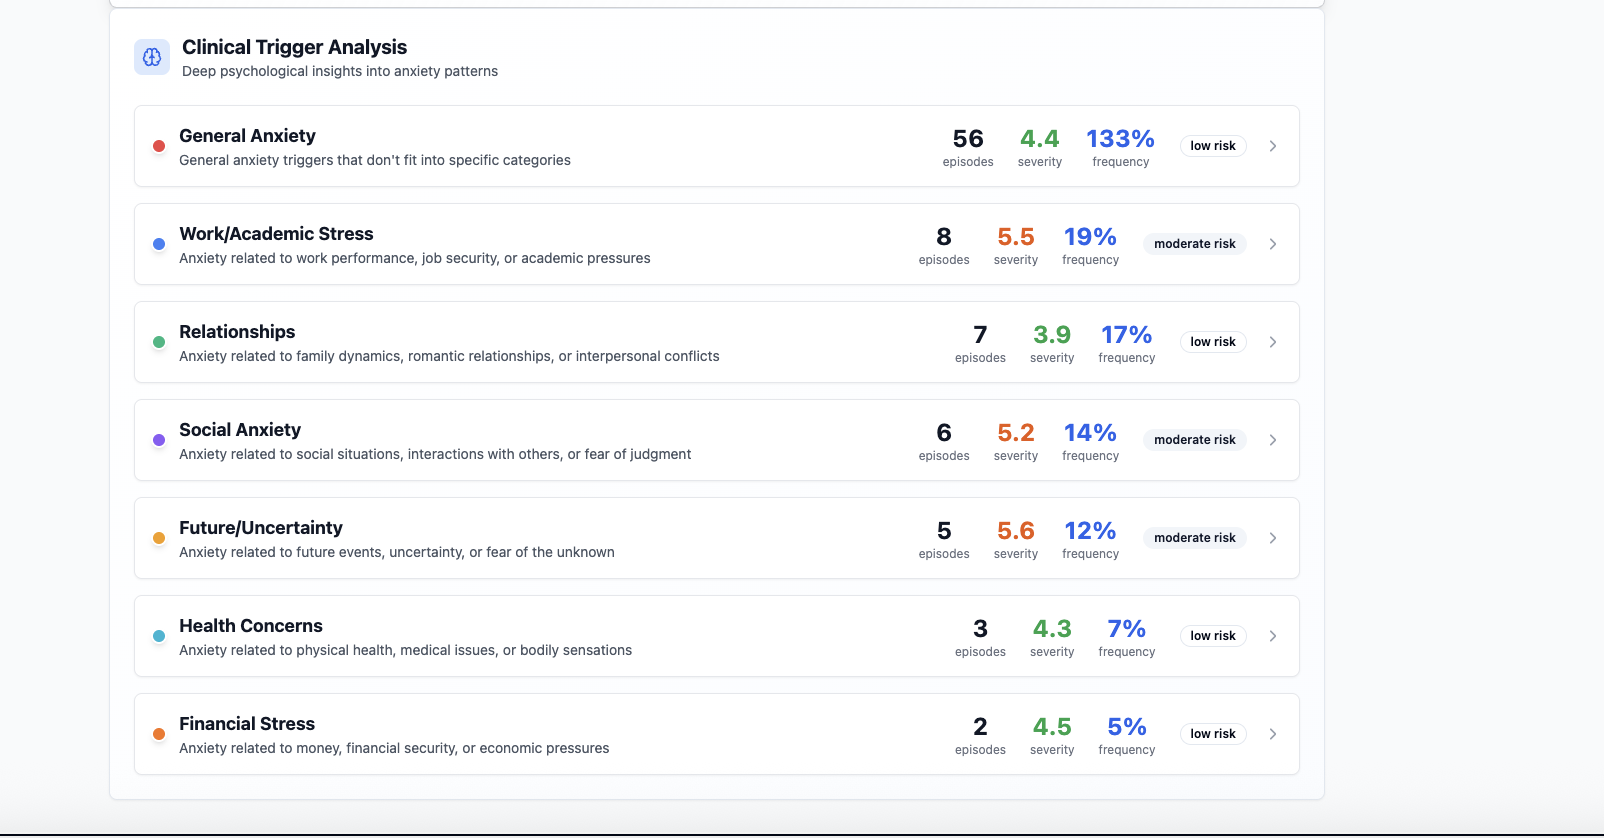 Clinical Trigger Analysis
Deep psychological insights into anxiety patterns
General Anxiety
General anxiety triggers that don't fit into specific categories
56 4.4 133%
episodes severity frequency
low risk
Work/Academic Stress
Anxiety related to work performance, job security, or academic pressures
8 5.5 19%
episodes severity frequency
moderate risk
Relationships
Anxiety related to family dynamics, romantic relationships, or interpersonal conflicts
7 3.9 17%
episodes severity frequency
low risk
Social Anxiety
Anxiety related to social situations, interactions with others, or fear of judgment
6 5.2 14%
episodes severity frequency
moderate risk
Future/Uncertainty
Anxiety related to future events, uncertainty, or fear of the unknown
5 5.6 12%
episodes severity frequency
moderate risk
Health Concerns
Anxiety related to physical health, medical issues, or bodily sensations
3 4.3 7%
episodes severity frequency
low risk
Financial Stress
Anxiety related to money, financial security, or economic pressures
2 4.5 5%
episodes severity frequency
low risk